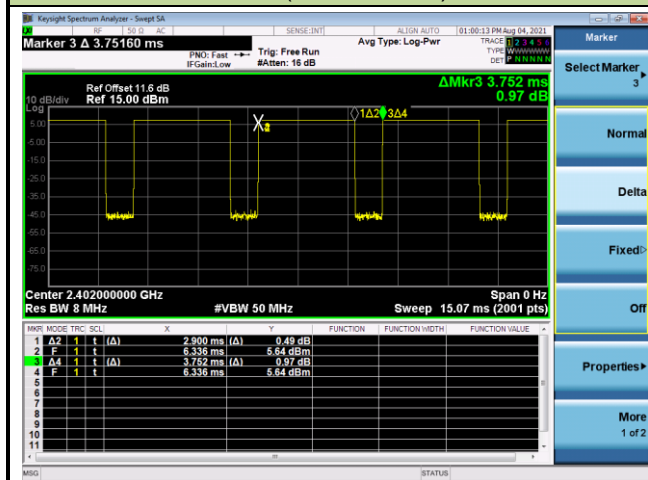 Keysight Spectrum Analyzer - Swept SA
RF 50 Ω AC SENSE:INT ALIGN AUTO 01:00:13 PM Aug 04, 2021
Marker 3 Δ 3.75160 ms
PNO: Fast
IFGain:Low
Trig: Free Run
#Atten: 16 dB
Avg Type: Log-Pwr
TRACE 1 2 3 4 5 6
TYPE WWWWWW
DET P N N N N N
Ref Offset 11.6 dB
10 dB/div Ref 15.00 dBm
ΔMkr3 3.752 ms
0.97 dB
Log
1Δ2 3Δ4
5.00
-5.00
-15.0
-25.0
-35.0
-45.0
-55.0
-65.0
-75.0
Center 2.402000000 GHz Span 0 Hz
Res BW 8 MHz #VBW 50 MHz Sweep 15.07 ms (2001 pts)
MKR MODE TRC SCL X Y FUNCTION FUNCTION WIDTH FUNCTION VALUE
1 Δ2 1 t (Δ) 2.900 ms (Δ) 0.49 dB
2 F 1 t 6.336 ms 5.64 dBm
3 Δ4 1 t (Δ) 3.752 ms (Δ) 0.97 dB
4 F 1 t 6.336 ms 5.64 dBm
5
6
7
8
9
10
11
MSG STATUS
Marker
Select Marker
3
Normal
Delta
Fixed
Off
Properties
More
1 of 2